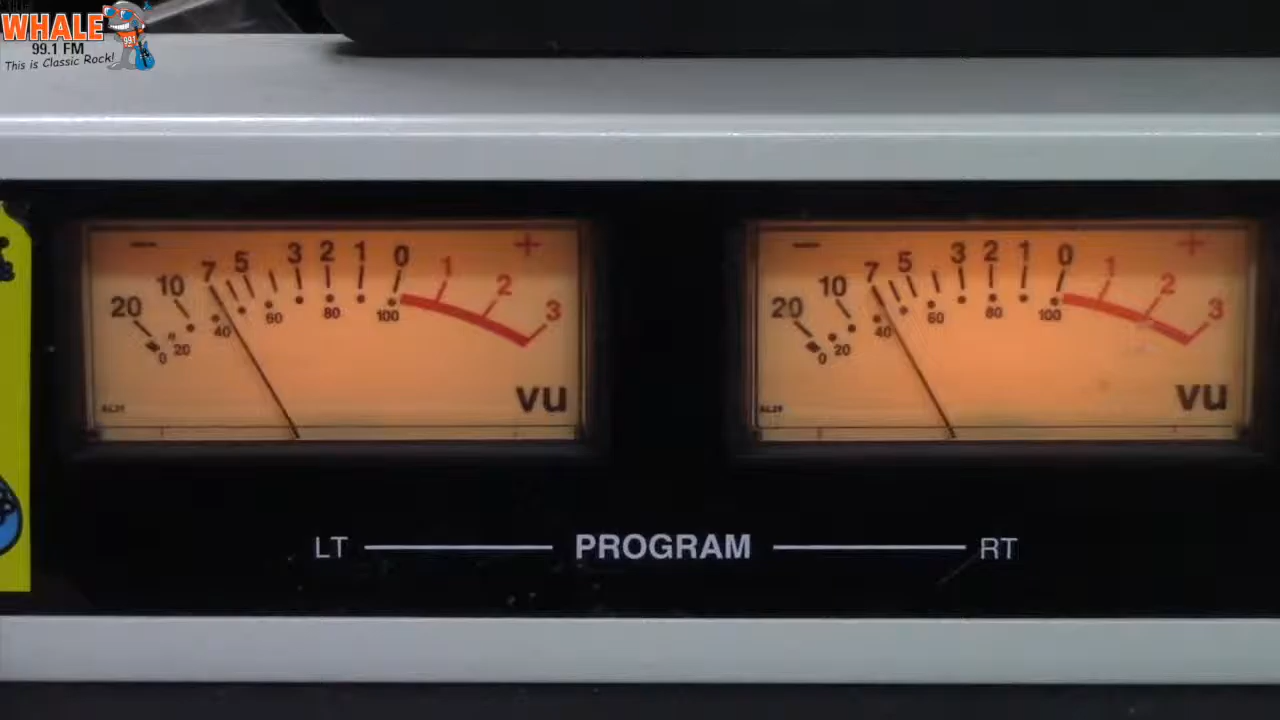 THE
WHALE
99.1 FM
This is Classic Rock!
991
− 20 10 7 5 3 2 1 0 1 2 3 +
0 20 40 60 80 100
VU
− 20 10 7 5 3 2 1 0 1 2 3 +
0 20 40 60 80 100
VU
LT PROGRAM RT